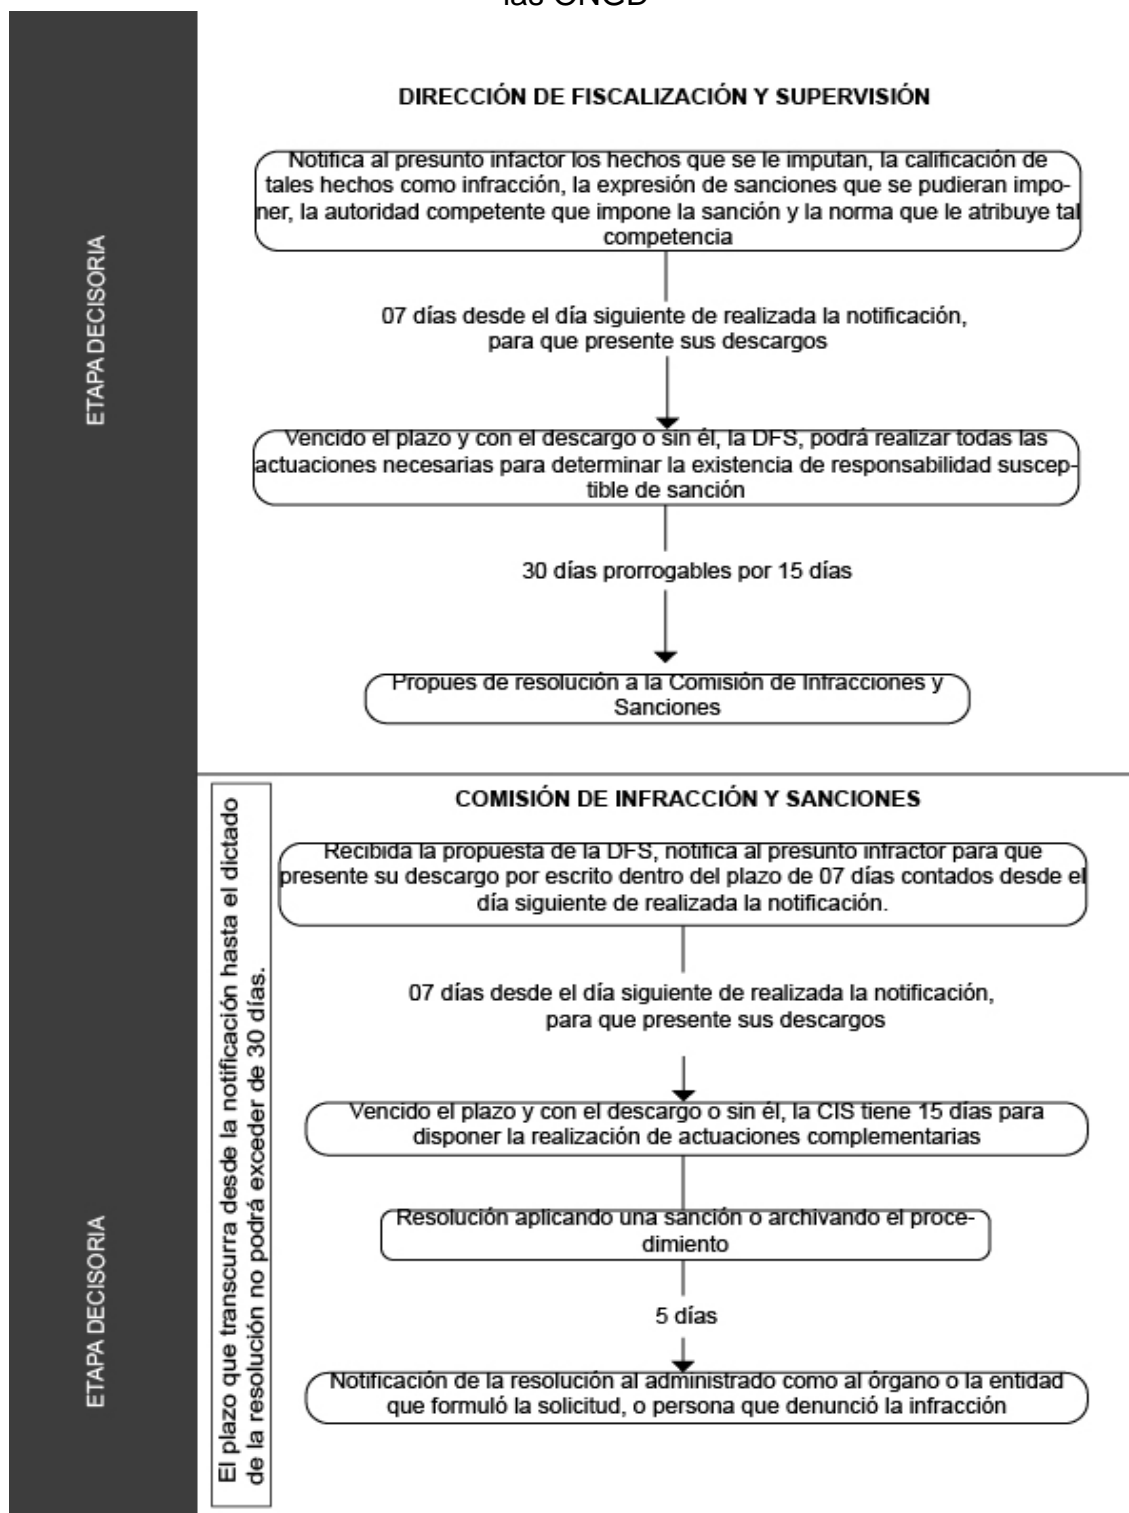 las ONGD
DIRECCIÓN DE FISCALIZACIÓN Y SUPERVISIÓN
Notifica al presunto infactor los hechos que se le imputan, la calificación de
tales hechos como infracción, la expresión de sanciones que se pudieran impo-
ner, la autoridad competente que impone la sanción y la norma que le atribuye tal
competencia
ETAPA DECISORIA
07 días desde el día siguiente de realizada la notificación,
para que presente sus descargos
Vencido el plazo y con el descargo o sin él, la DFS, podrá realizar todas las
actuaciones necesarias para determinar la existencia de responsabilidad suscep-
tible de sanción
30 días prorrogables por 15 días
Propues de resolución a la Comisión de Infracciones y
Sanciones
COMISIÓN DE INFRACCIÓN Y SANCIONES
El plazo que transcurra desde la notificación hasta el dictado
de la resolución no podrá exceder de 30 días.
Recibida la propuesta de la DFS, notifica al presunto infractor para que
presente su descargo por escrito dentro del plazo de 07 días contados desde el
día siguiente de realizada la notificación.
07 días desde el día siguiente de realizada la notificación,
para que presente sus descargos
Vencido el plazo y con el descargo o sin él, la CIS tiene 15 días para
disponer la realización de actuaciones complementarias
ETAPA DECISORIA
Resolución aplicando una sanción o archivando el proce-
dimiento
5 días
Notificación de la resolución al administrado como al órgano o la entidad
que formuló la solicitud, o persona que denunció la infracción